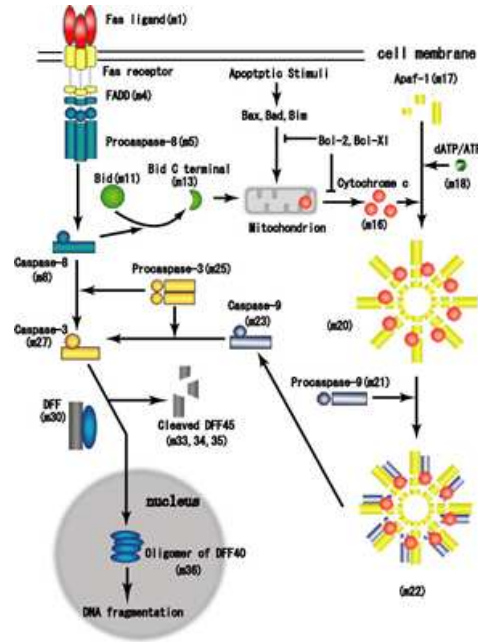 Fas ligand(m1)
cell membrane
Fas receptor
Apoptptic Stimuli
Apaf-1(m17)
FADD(m4)
Bax, Bad, Bim
Procaspase-8(m5)
Bcl-2, Bcl-Xl
dATP/ATP
(m18)
Bid(m11)
Bid C terminal
(m13)
Cytochrome c
(m16)
Mitochondrion
Caspase-8
(m8)
Procaspase-3(m25)
Caspase-9
(m23)
(m20)
Caspase-3
(m27)
Procaspase-9(m21)
DFF
(m30)
Cleaved DFF45
(m33, 34, 35)
nucleus
Oligomer of DFF40
(m36)
(m22)
DNA fragmentation